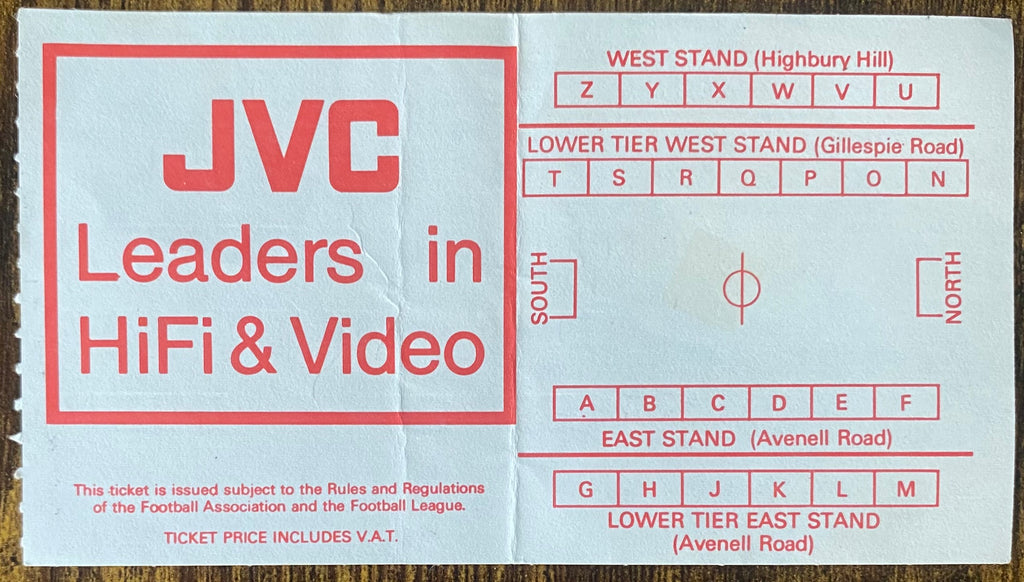 JVC
Leaders in
HiFi & Video
This ticket is issued subject to the Rules and Regulations
of the Football Association and the Football League.
TICKET PRICE INCLUDES V.A.T.
WEST STAND (Highbury Hill)
Z Y X W V U
LOWER TIER WEST STAND (Gillespie Road)
T S R Q P O N
SOUTH
NORTH
A B C D E F
EAST STAND (Avenell Road)
G H J K L M
LOWER TIER EAST STAND
(Avenell Road)